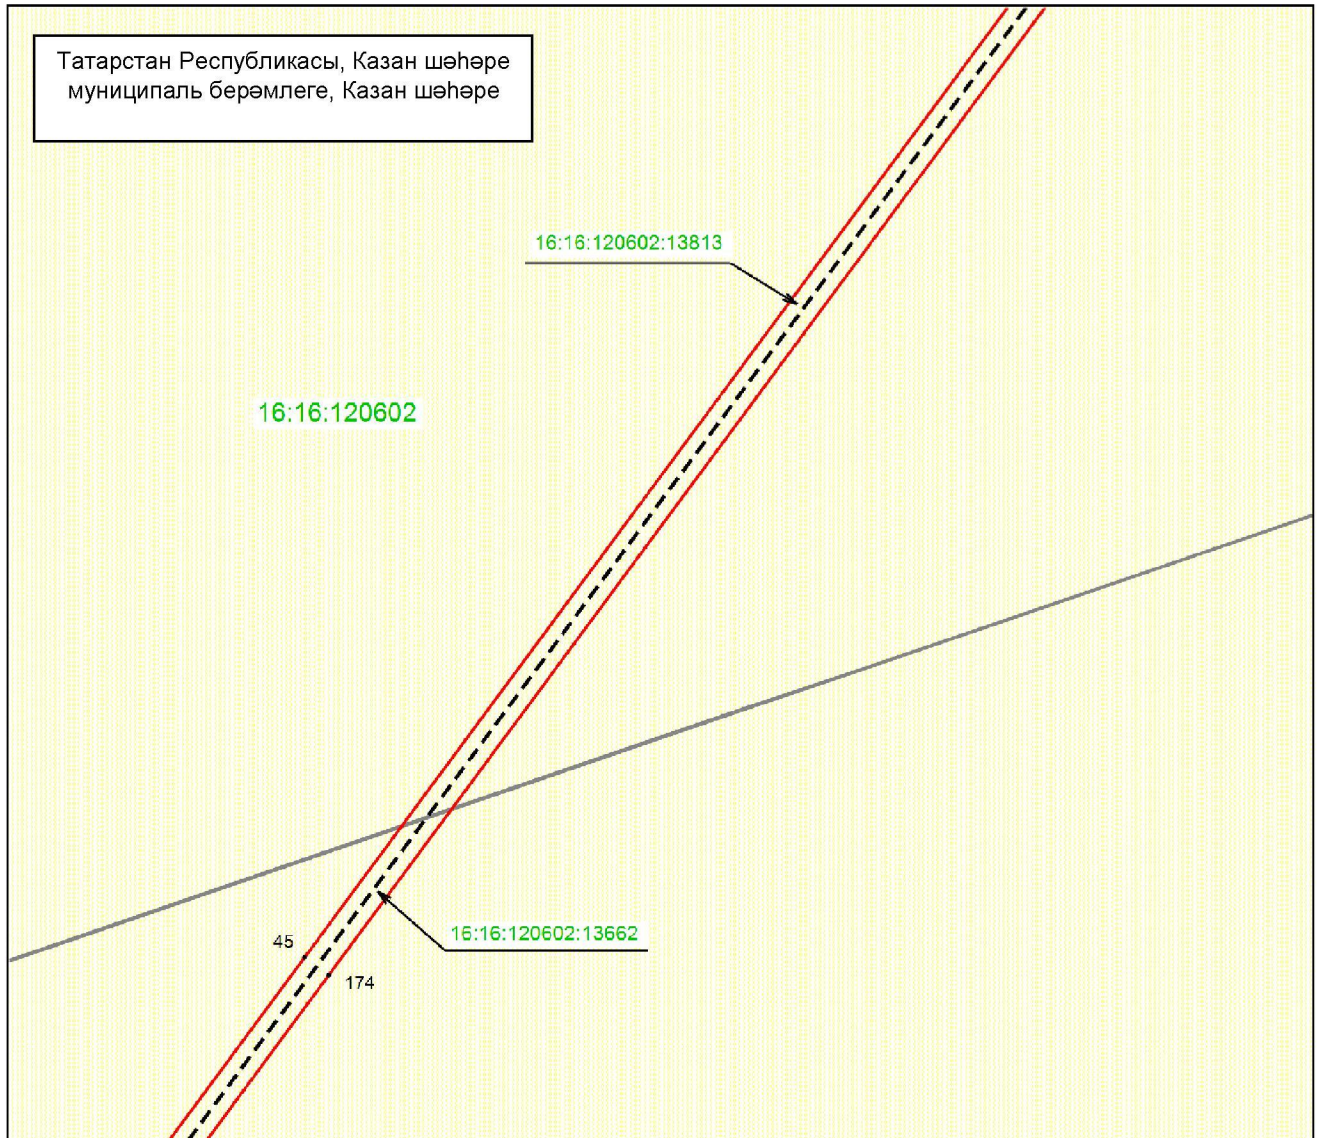 Татарстан Республикасы, Казан шәһәре
муниципаль берәмлеге, Казан шәһәре
16:16:120602:13813
16:16:120602
16:16:120602:13662
45
174